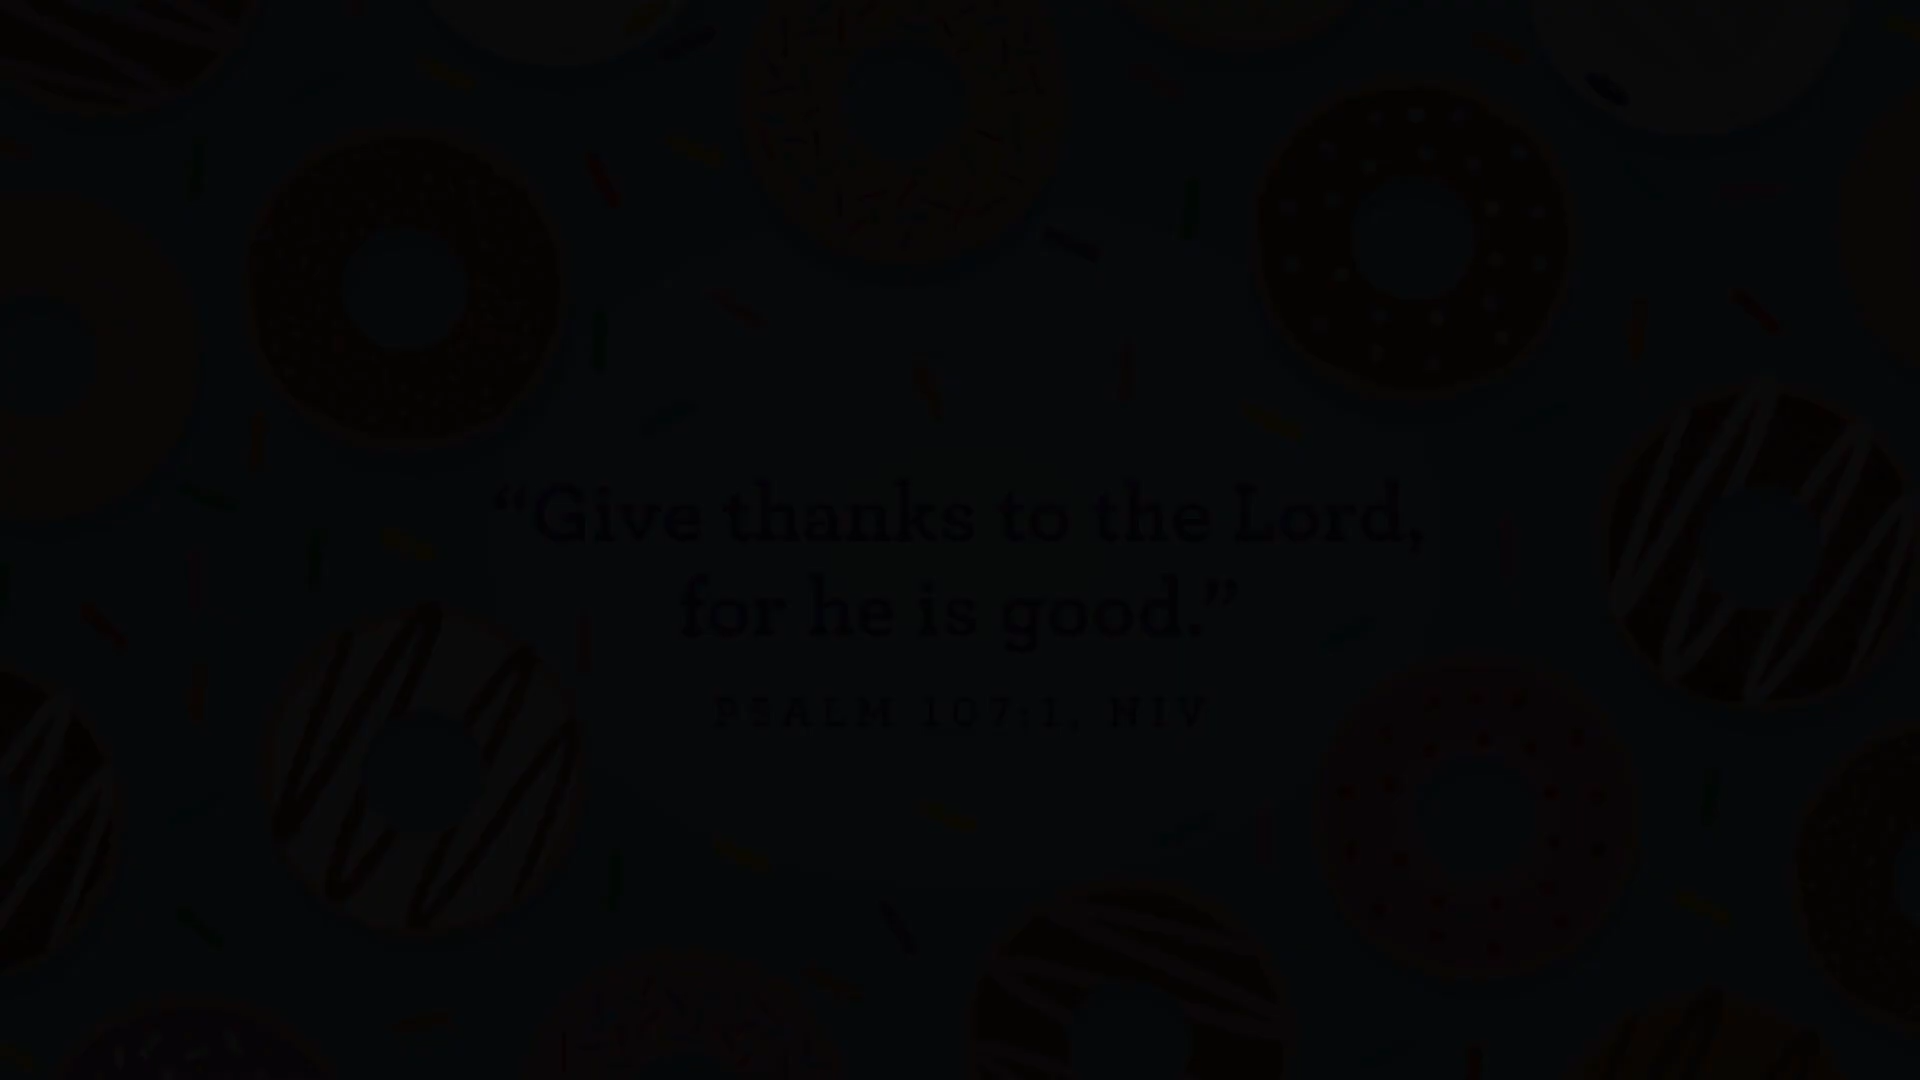 “Give thanks to the Lord,
for he is good.”
PSALM 107:1, NIV